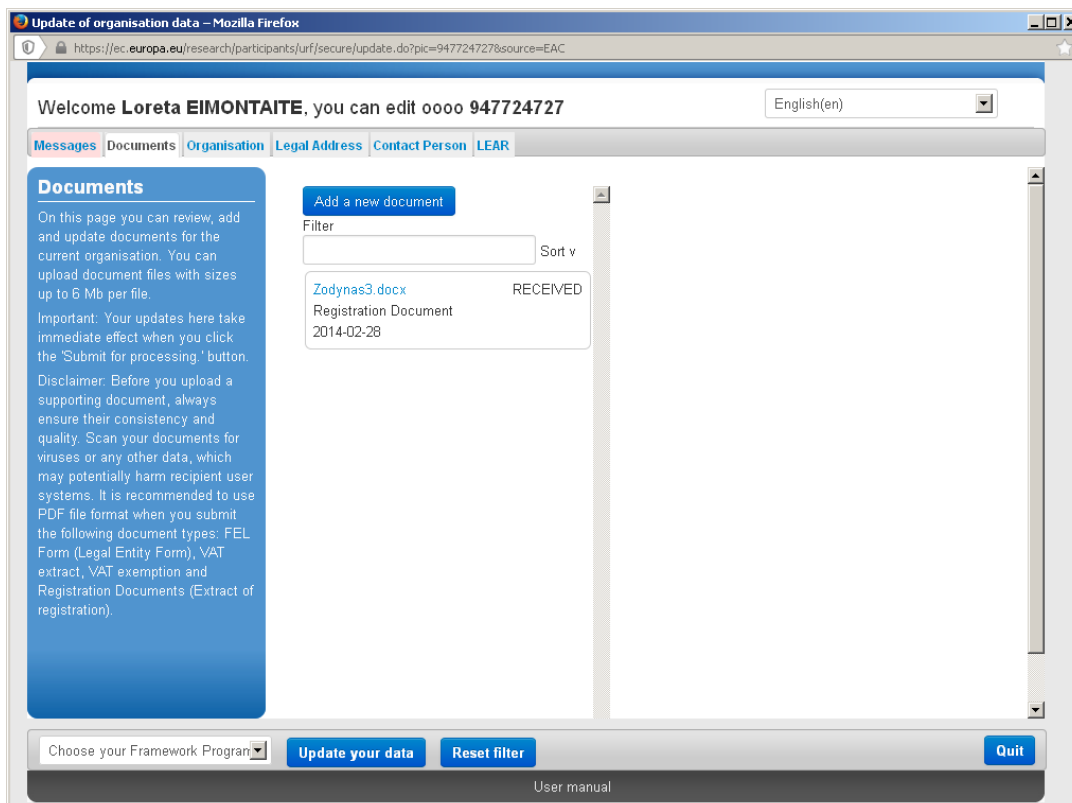 Update of organisation data – Mozilla Firefox
https://ec.europa.eu/research/participants/urf/secure/update.do?pic=947724727&source=EAC
Welcome Loreta EIMONTAITE, you can edit oooo 947724727
English(en)
Messages Documents Organisation Legal Address Contact Person LEAR
Documents
On this page you can review, add
and update documents for the
current organisation. You can
upload document files with sizes
up to 6 Mb per file.
Important: Your updates here take
immediate effect when you click
the 'Submit for processing.' button.
Disclaimer: Before you upload a
supporting document, always
ensure their consistency and
quality. Scan your documents for
viruses or any other data, which
may potentially harm recipient user
systems. It is recommended to use
PDF file format when you submit
the following document types: FEL
Form (Legal Entity Form), VAT
extract, VAT exemption and
Registration Documents (Extract of
registration).
Add a new document
Filter
Sort v
Zodynas3.docx RECEIVED
Registration Document
2014-02-28
Choose your Framework Program
Update your data
Reset filter
Quit
User manual